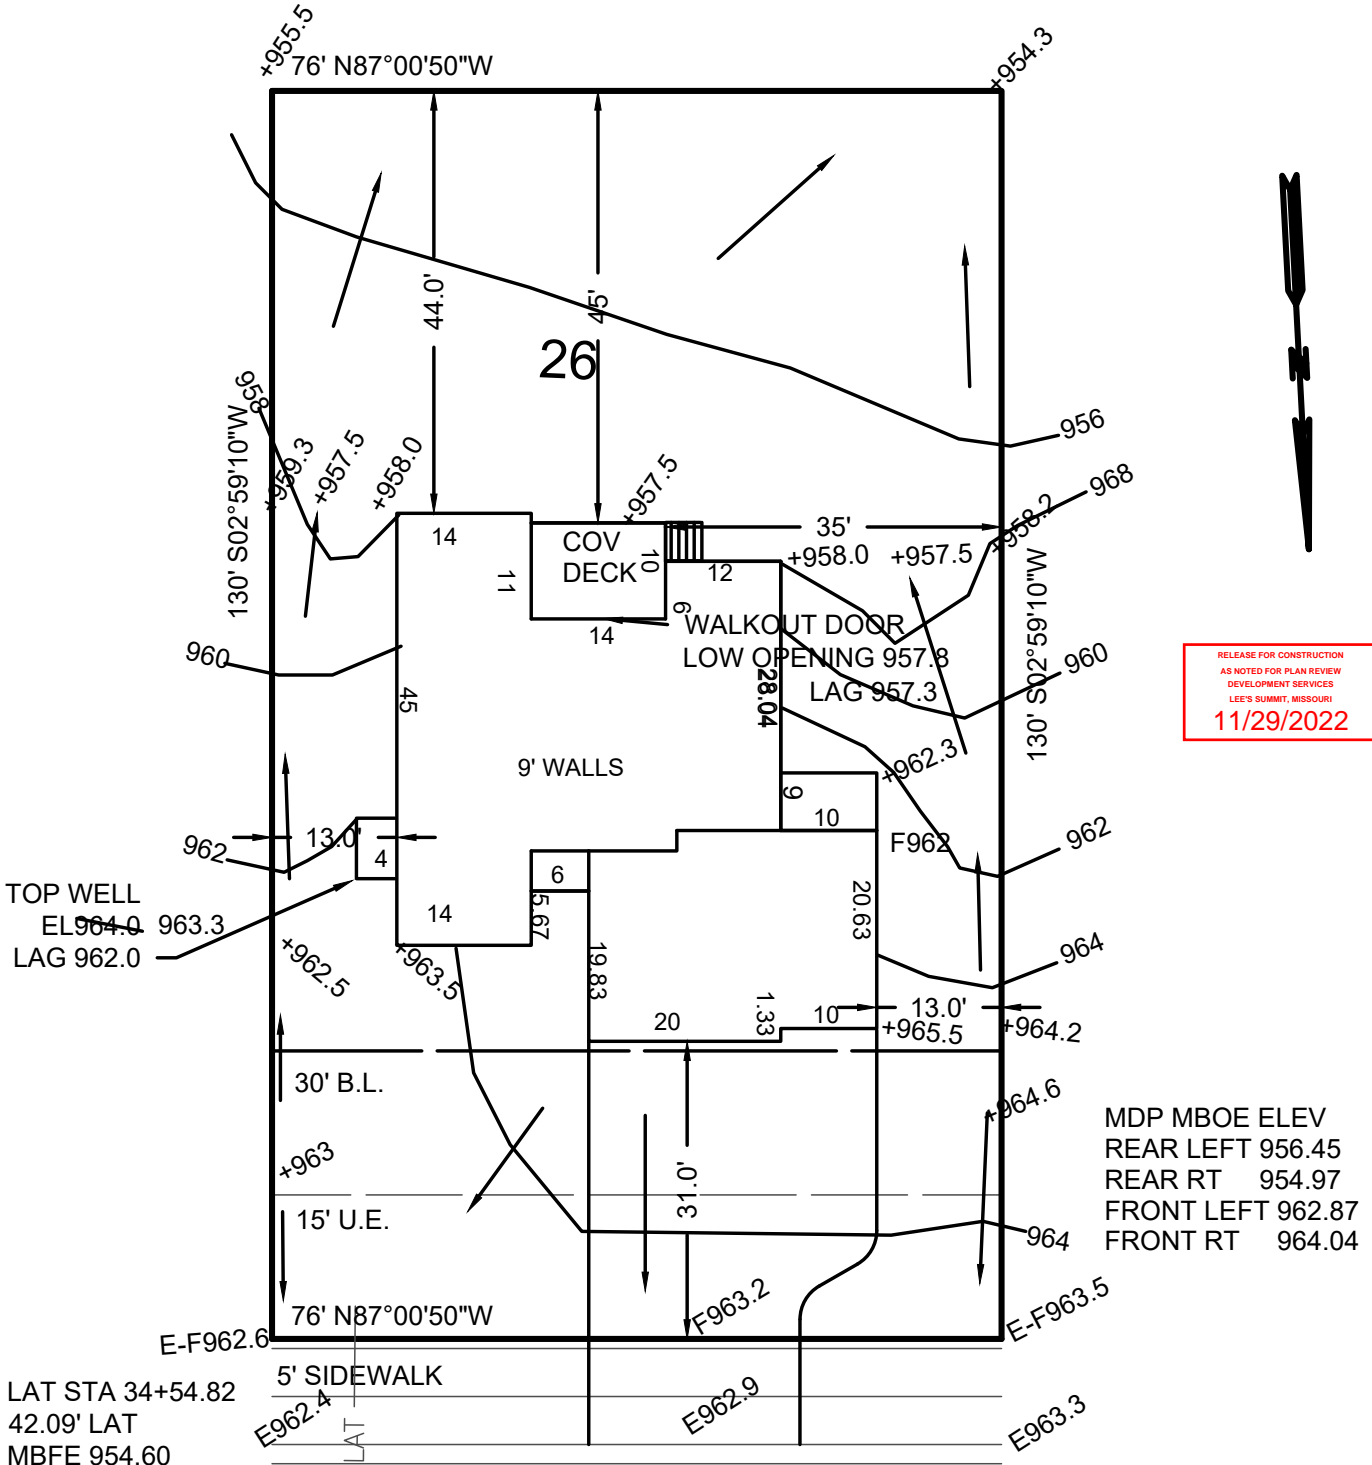 +955.5
76' N87°00'50"W
+954.3
44.0'
45'
26
958
130' S02°59'10"W
+959.3
+957.5
+958.0
+957.5
956
968
14
COV
DECK
10
11
35'
+958.2
12
+958.0
+957.5
9
14
WALKOUT DOOR
LOW OPENING 957.8
LAG 957.3
28.04
130' S02°59'10"W
960
960
45
9' WALLS
+962.3
RELEASE FOR CONSTRUCTION
AS NOTED FOR PLAN REVIEW
DEVELOPMENT SERVICES
LEE'S SUMMIT, MISSOURI
11/29/2022
9
10
F962
962
962
13.0'
4
6
TOP WELL
EL964.0 963.3
LAG 962.0
14
5.67
20.63
964
+962.5
+963.5
19.83
20
1.33
10
13.0'
+965.5
+964.2
30' B.L.
+964.6
+963
31.0'
15' U.E.
964
MDP MBOE ELEV
REAR LEFT 956.45
REAR RT 954.97
FRONT LEFT 962.87
FRONT RT 964.04
76' N87°00'50"W
F963.2
E-F962.6
E-F963.5
5' SIDEWALK
LAT STA 34+54.82
42.09' LAT
MBFE 954.60
E962.4
LAT
E962.9
E963.3
N